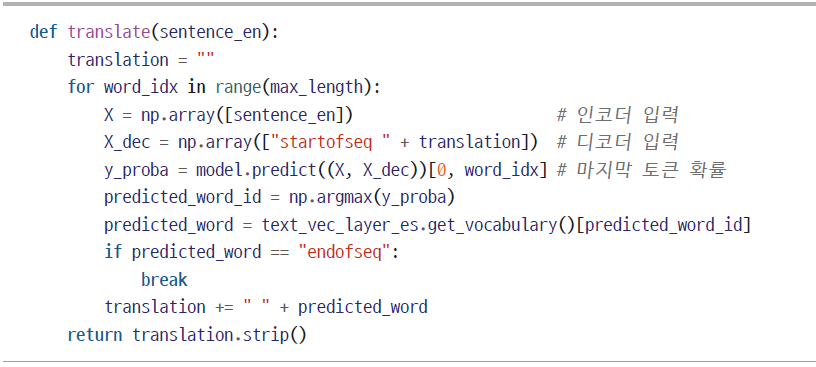 def translate(sentence_en):
    translation = ""
    for word_idx in range(max_length):
        X = np.array([sentence_en])                      # 인코더 입력
        X_dec = np.array(["startofseq " + translation])  # 디코더 입력
        y_proba = model.predict((X, X_dec))[0, word_idx] # 마지막 토큰 확률
        predicted_word_id = np.argmax(y_proba)
        predicted_word = text_vec_layer_es.get_vocabulary()[predicted_word_id]
        if predicted_word == "endofseq":
            break
        translation += " " + predicted_word
    return translation.strip()